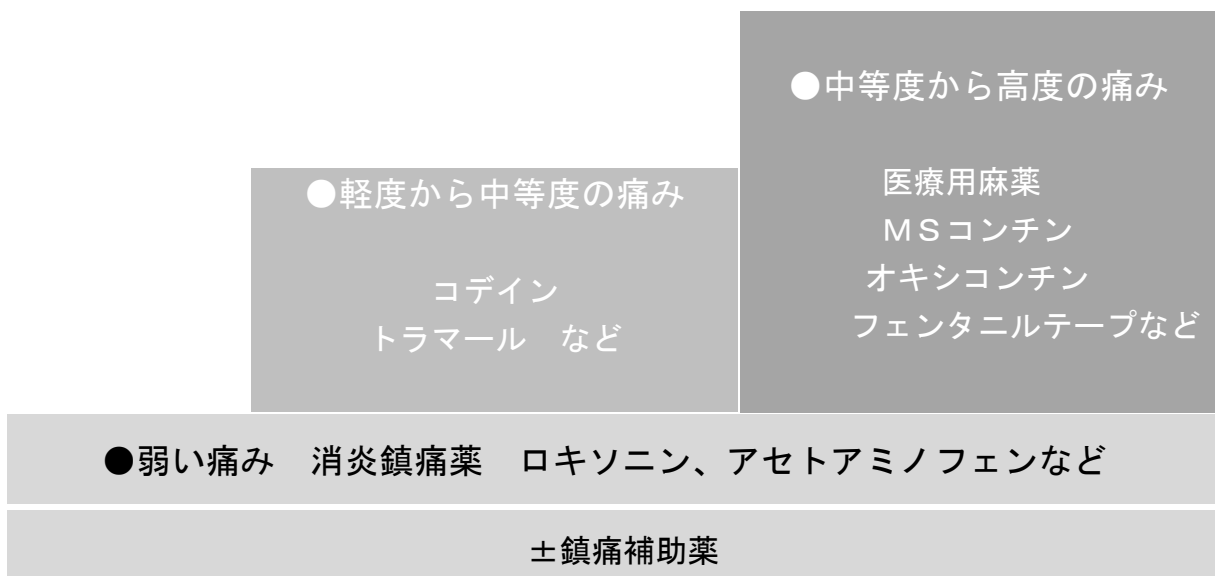 ●中等度から高度の痛み
医療用麻薬
ＭＳコンチン
オキシコンチン
フェンタニルテープなど
●軽度から中等度の痛み
コデイン
トラマール　など
●弱い痛み　消炎鎮痛薬　ロキソニン、アセトアミノフェンなど
±鎮痛補助薬